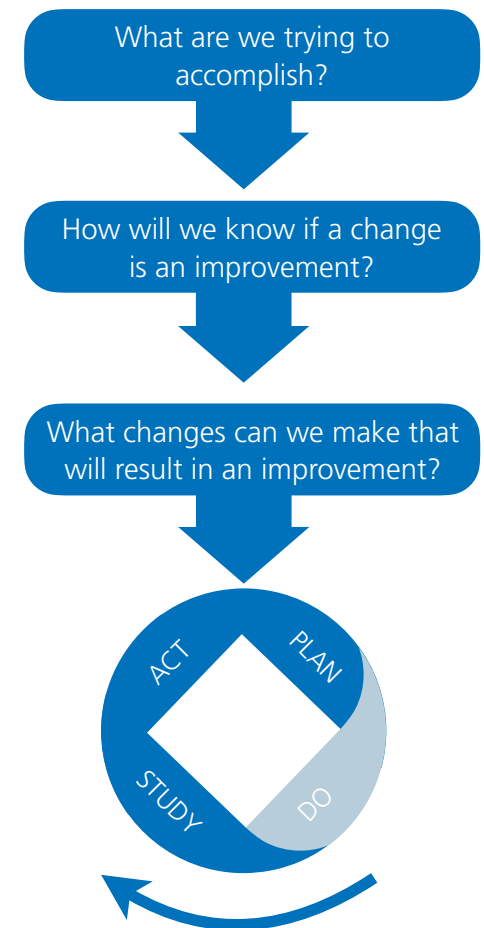 What are we trying to
accomplish?
How will we know if a change
is an improvement?
What changes can we make that
will result in an improvement?
ACT
PLAN
STUDY
DO